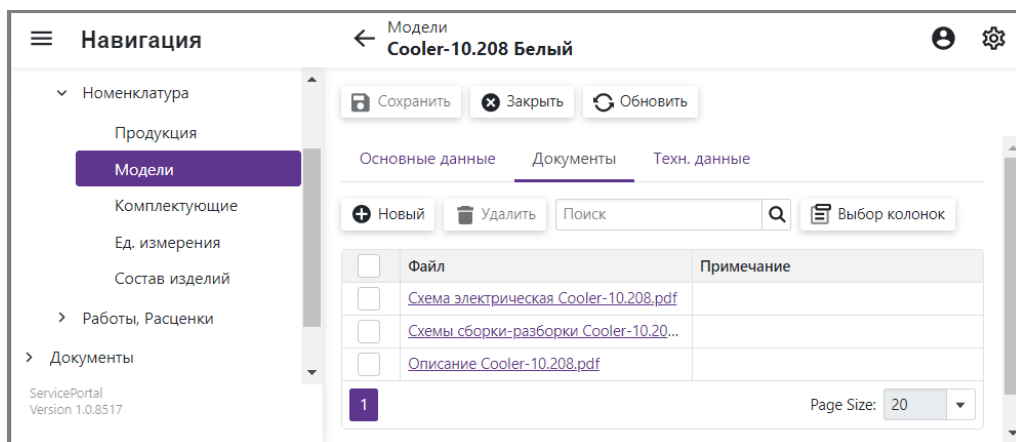 Навигация
Номенклатура
Продукция
Модели
Комплектующие
Ед. измерения
Состав изделий
Работы, Расценки
Документы
ServicePortal
Version 1.0.8517
Модели
Cooler-10.208 Белый
Сохранить Закрыть Обновить
Основные данные Документы Техн. данные
Новый Удалить Поиск Выбор колонок
Файл Примечание
Схема электрическая Cooler-10.208.pdf
Схемы сборки-разборки Cooler-10.20...
Описание Cooler-10.208.pdf
1 Page Size: 20